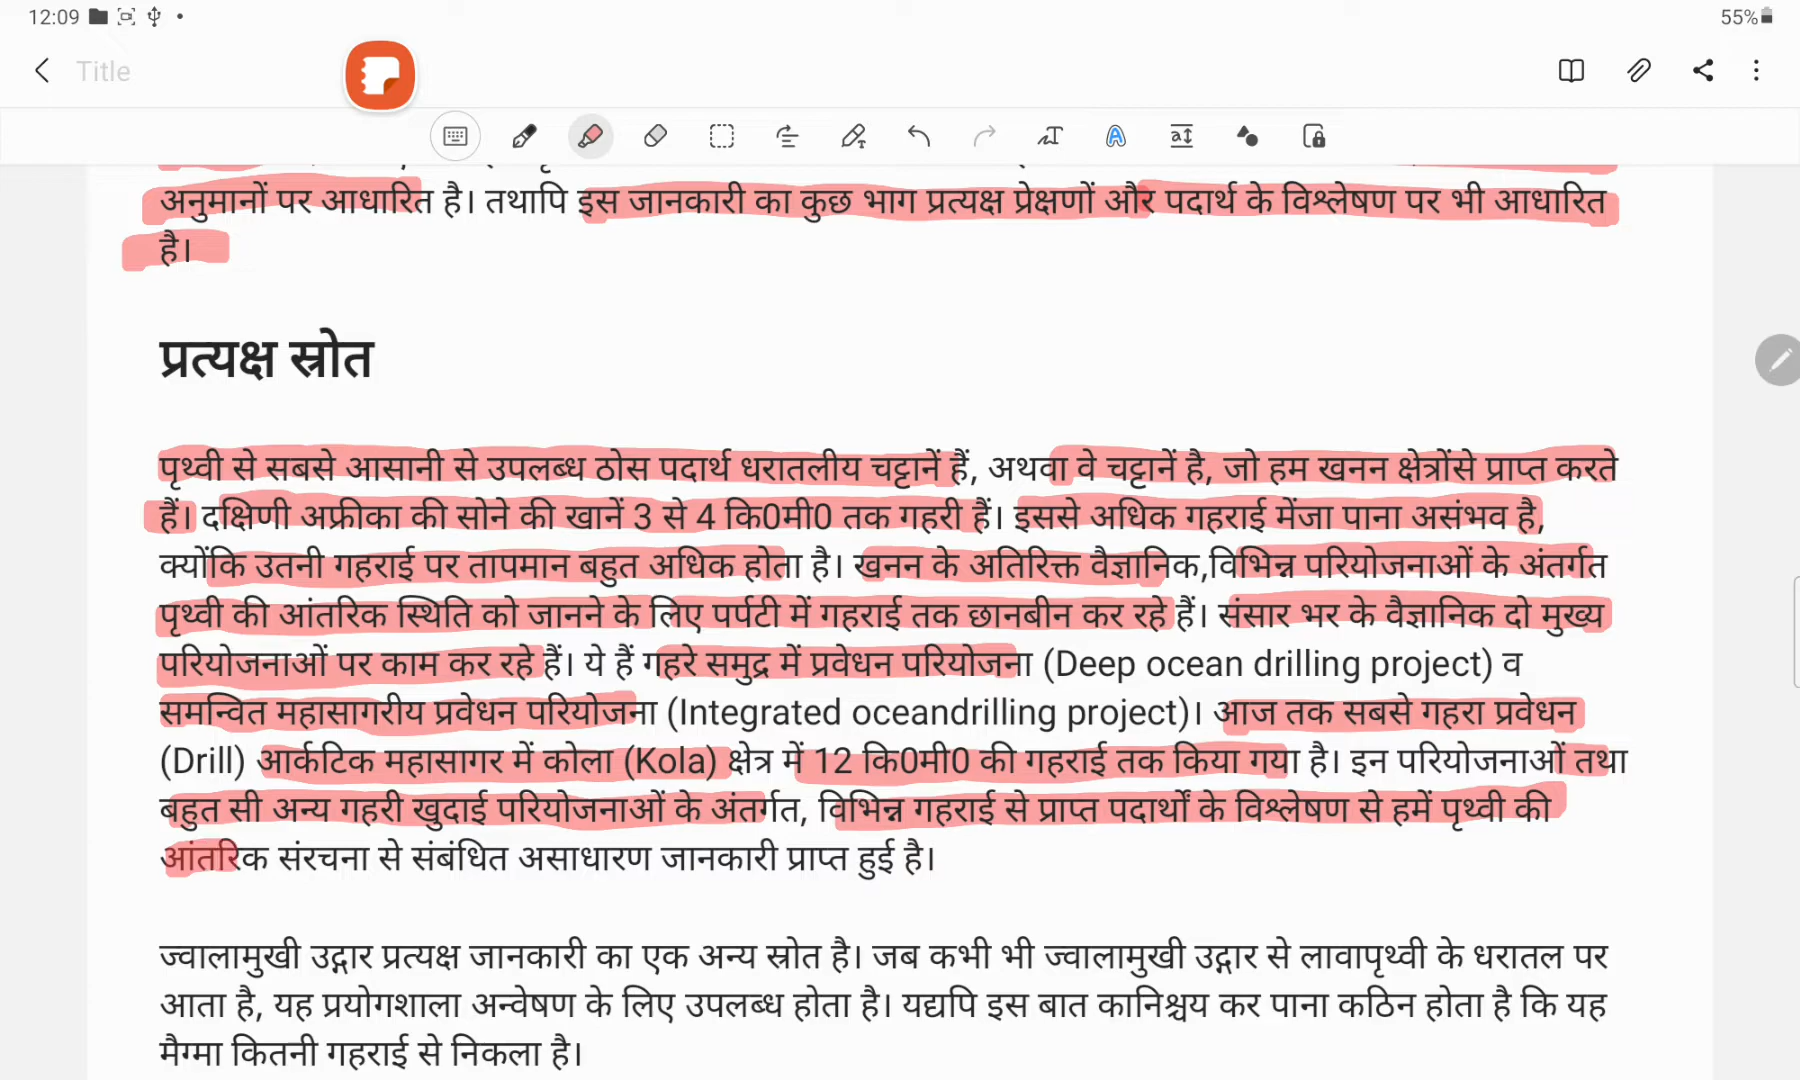 12:09
55%
Title
अनुमानों पर आधारित है। तथापि इस जानकारी का कुछ भाग प्रत्यक्ष प्रेक्षणों और पदार्थ के विश्लेषण पर भी आधारित
है।
प्रत्यक्ष स्रोत
पृथ्वी से सबसे आसानी से उपलब्ध ठोस पदार्थ धरातलीय चट्टानें हैं, अथवा वे चट्टानें है, जो हम खनन क्षेत्रोंसे प्राप्त करते
हैं। दक्षिणी अफ्रीका की सोने की खानें 3 से 4 कि0मी0 तक गहरी हैं। इससे अधिक गहराई मेंजा पाना असंभव है,
क्योंकि उतनी गहराई पर तापमान बहुत अधिक होता है। खनन के अतिरिक्त वैज्ञानिक,विभिन्न परियोजनाओं के अंतर्गत
पृथ्वी की आंतरिक स्थिति को जानने के लिए पर्पटी में गहराई तक छानबीन कर रहे हैं। संसार भर के वैज्ञानिक दो मुख्य
परियोजनाओं पर काम कर रहे हैं। ये हैं गहरे समुद्र में प्रवेधन परियोजना (Deep ocean drilling project) व
समन्वित महासागरीय प्रवेधन परियोजना (Integrated oceandrilling project)। आज तक सबसे गहरा प्रवेधन
(Drill) आर्कटिक महासागर में कोला (Kola) क्षेत्र में 12 कि0मी0 की गहराई तक किया गया है। इन परियोजनाओं तथा
बहुत सी अन्य गहरी खुदाई परियोजनाओं के अंतर्गत, विभिन्न गहराई से प्राप्त पदार्थों के विश्लेषण से हमें पृथ्वी की
आंतरिक संरचना से संबंधित असाधारण जानकारी प्राप्त हुई है।
ज्वालामुखी उद्गार प्रत्यक्ष जानकारी का एक अन्य स्रोत है। जब कभी भी ज्वालामुखी उद्गार से लावापृथ्वी के धरातल पर
आता है, यह प्रयोगशाला अन्वेषण के लिए उपलब्ध होता है। यद्यपि इस बात कानिश्चय कर पाना कठिन होता है कि यह
मैग्मा कितनी गहराई से निकला है।